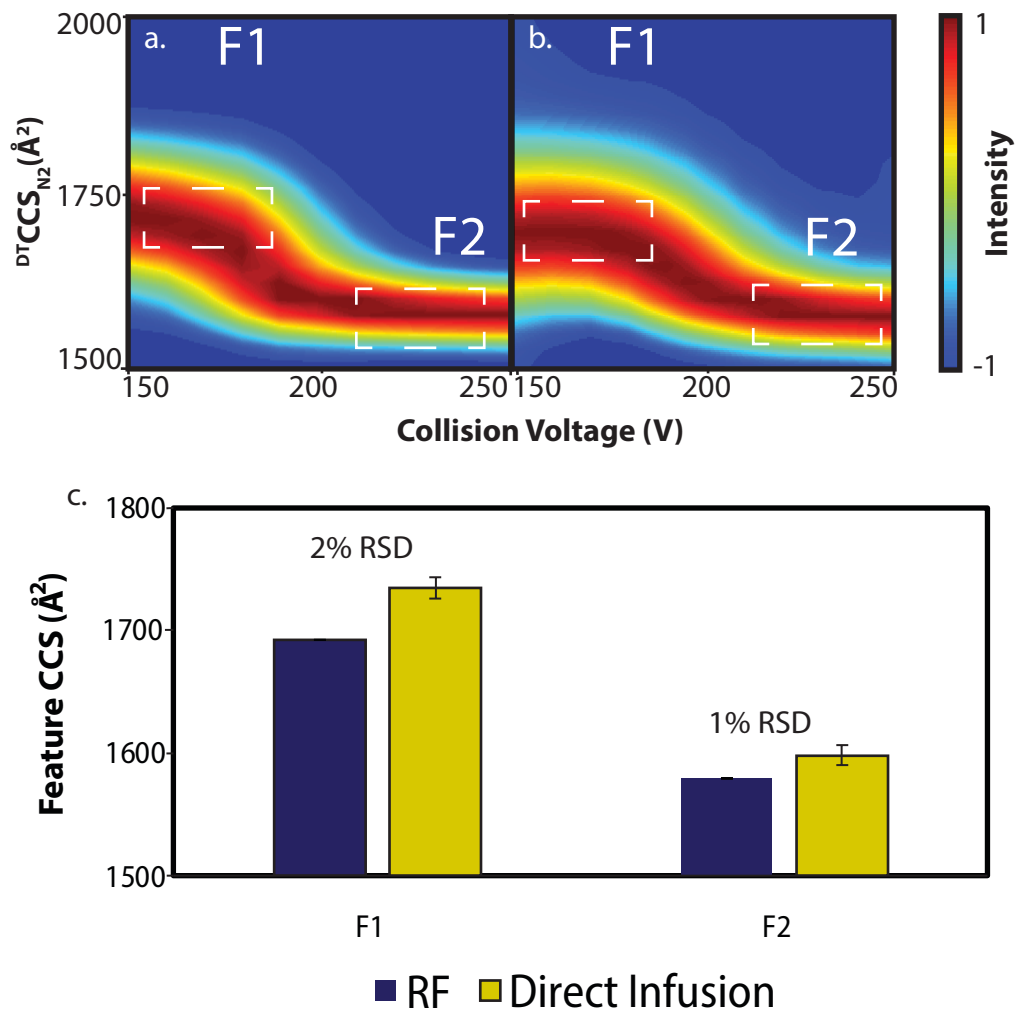 2000
a.
F1
b.
F1
1
DTCCSN2(Å²)
1750
F2
F2
Intensity
1500
-1
150
200
250
150
200
250
Collision Voltage (V)
c.
1800
2% RSD
Feature CCS (Å²)
1700
1% RSD
1600
1500
F1
F2
RF
Direct Infusion